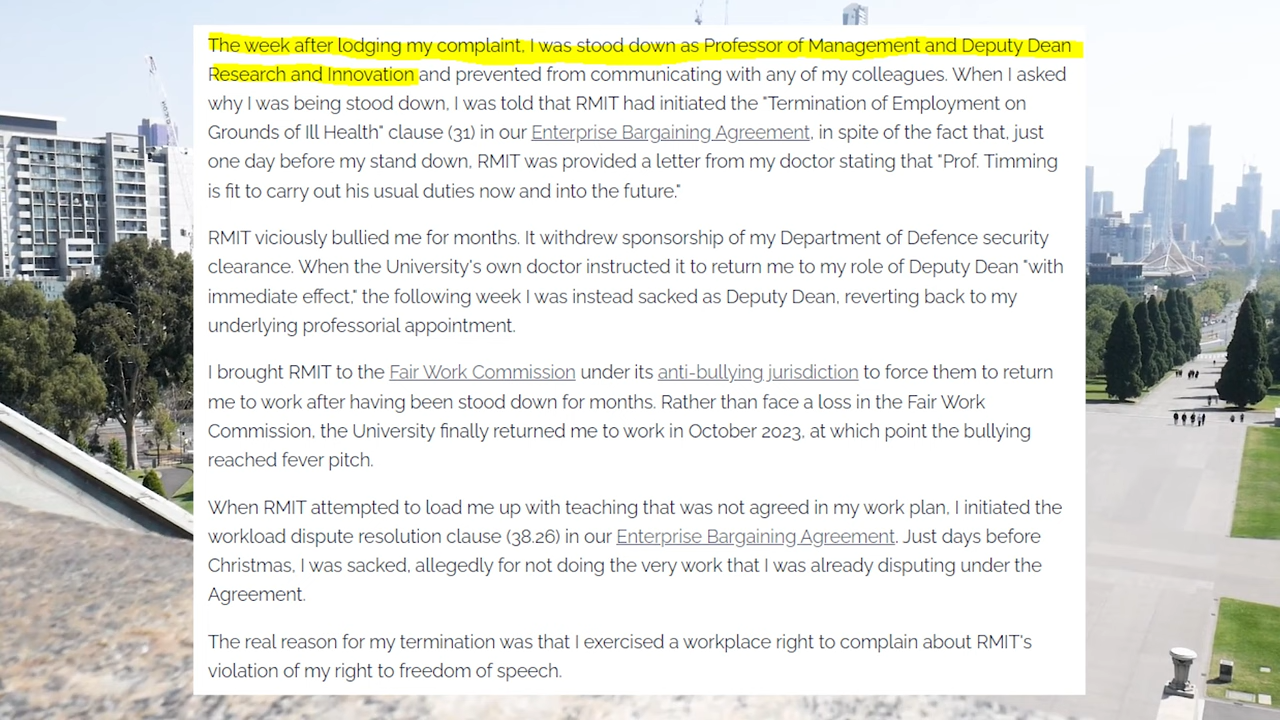 The week after lodging my complaint, I was stood down as Professor of Management and Deputy Dean
Research and Innovation and prevented from communicating with any of my colleagues. When I asked
why I was being stood down, I was told that RMIT had initiated the "Termination of Employment on
Grounds of Ill Health" clause (31) in our Enterprise Bargaining Agreement, in spite of the fact that, just
one day before my stand down, RMIT was provided a letter from my doctor stating that "Prof. Timming
is fit to carry out his usual duties now and into the future."
RMIT viciously bullied me for months. It withdrew sponsorship of my Department of Defence security
clearance. When the University's own doctor instructed it to return me to my role of Deputy Dean "with
immediate effect," the following week I was instead sacked as Deputy Dean, reverting back to my
underlying professorial appointment.
I brought RMIT to the Fair Work Commission under its anti-bullying jurisdiction to force them to return
me to work after having been stood down for months. Rather than face a loss in the Fair Work
Commission, the University finally returned me to work in October 2023, at which point the bullying
reached fever pitch.
When RMIT attempted to load me up with teaching that was not agreed in my work plan, I initiated the
workload dispute resolution clause (38.26) in our Enterprise Bargaining Agreement. Just days before
Christmas, I was sacked, allegedly for not doing the very work that I was already disputing under the
Agreement.
The real reason for my termination was that I exercised a workplace right to complain about RMIT's
violation of my right to freedom of speech.